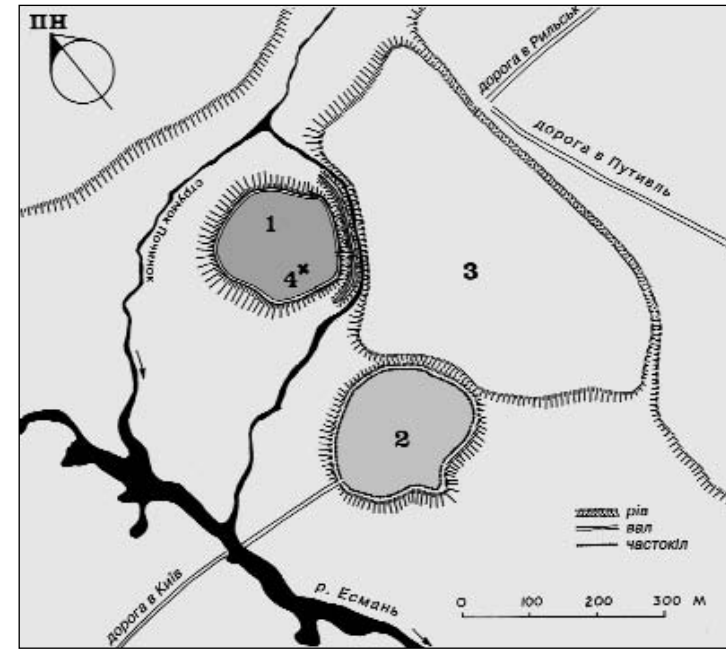 ПН
дорога в Рильськ
дорога в Путивль
струмок Починок
1
4
3
2
рів
вал
частокіл
дорога в Київ
р. Есмань
0 100 200 300 М